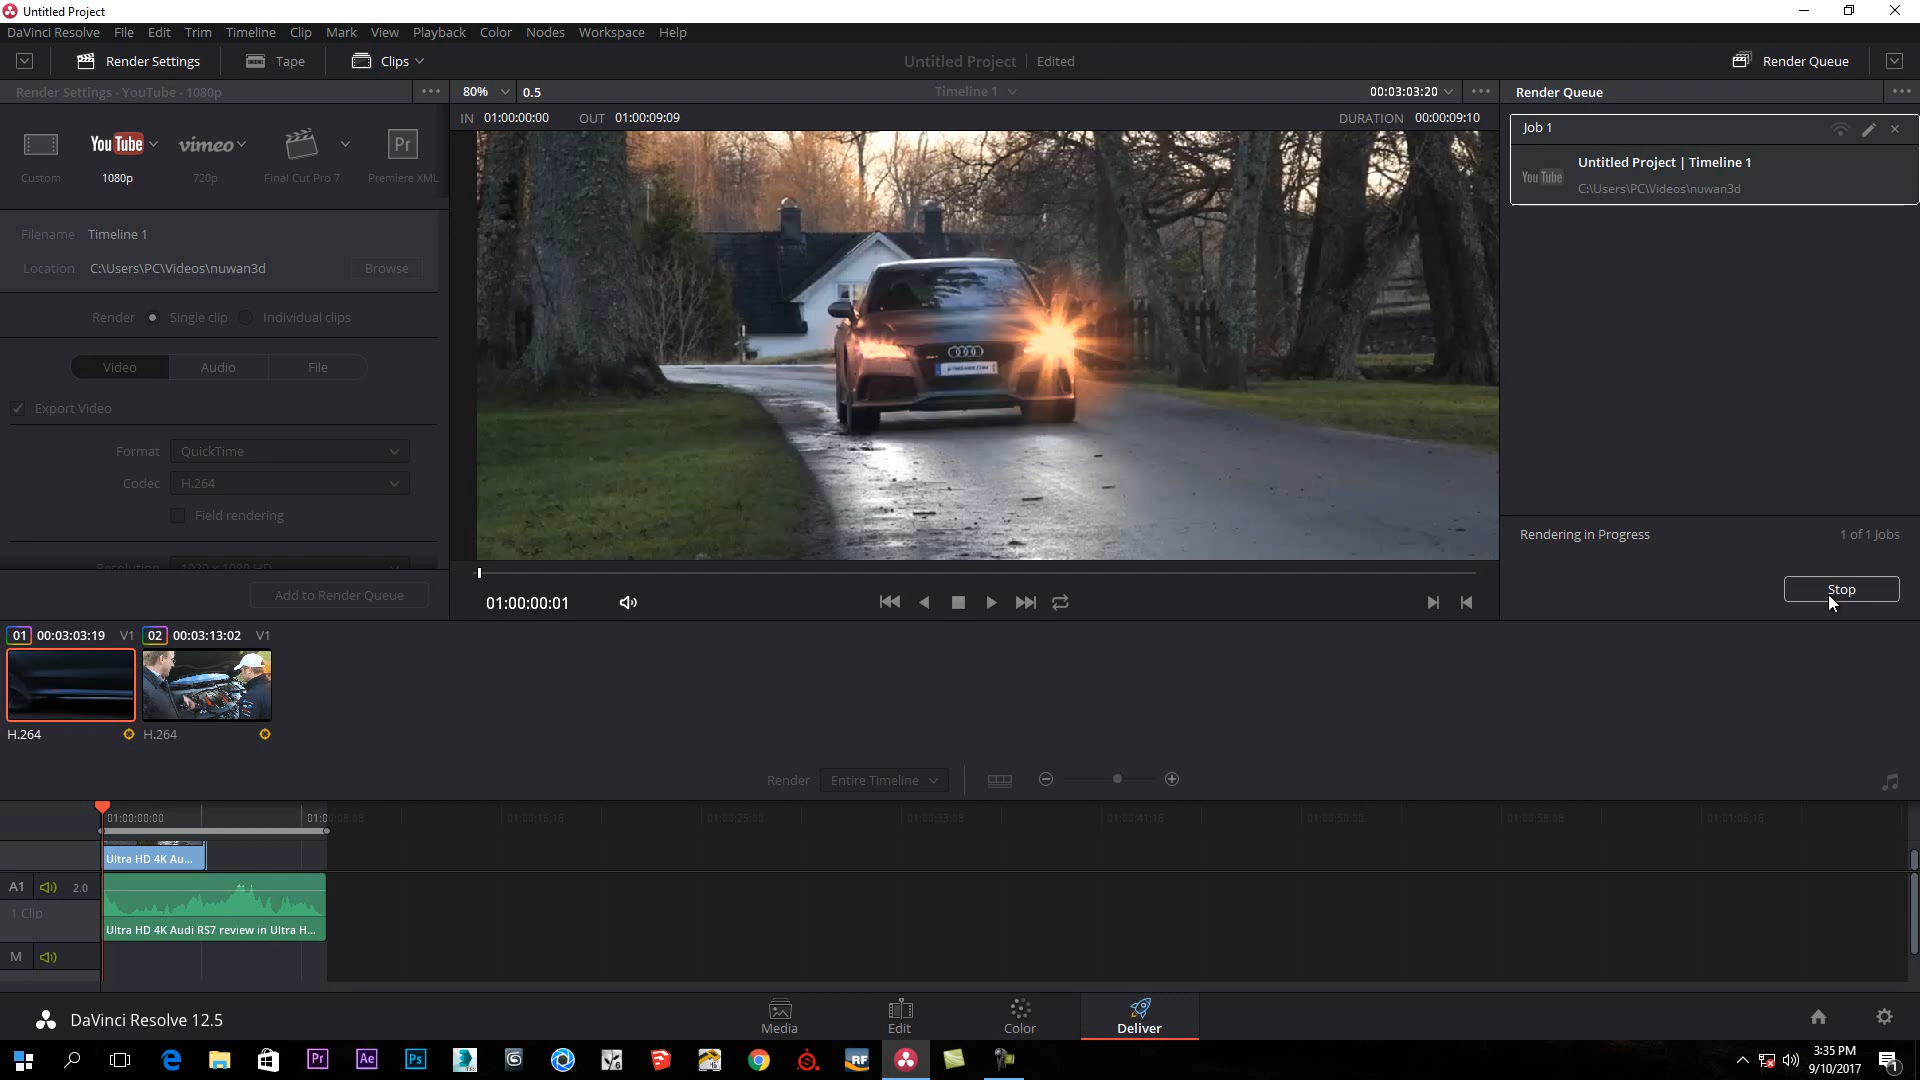 Untitled Project
DaVinci Resolve File Edit Trim Timeline Clip Mark View Playback Color Nodes Workspace Help
Render Settings Tape Clips Untitled Project Edited Render Queue
Render Settings - YouTube - 1080p 80% 0.5 Timeline 1 00:03:03:20 Render Queue
IN 01:00:00:00 OUT 01:00:09:09 DURATION 00:00:09:10
Job 1
YouTube vimeo Pr
Custom 1080p 720p Final Cut Pro 7 Premiere XML
Untitled Project | Timeline 1
You Tube
C:\Users\PC\Videos\nuwan3d
Filename Timeline 1
Location C:\Users\PC\Videos\nuwan3d Browse
Render Single clip Individual clips
Video Audio File
Export Video
Format QuickTime
Codec H.264
Field rendering
Resolution 1920 x 1080 HD
Add to Render Queue
Rendering in Progress 1 of 1 Jobs
Stop
01:00:00:01
01 00:03:03:19 V1 02 00:03:13:02 V1
H.264 H.264
Render Entire Timeline
01:00:00:00 01:00:08:08 01:00:16:16 01:00:25:00 01:00:33:08 01:00:41:16 01:00:50:00 01:00:58:08 01:01:06:16
Ultra HD 4K Au...
A1 2.0
1 Clip
Ultra HD 4K Audi RS7 review in Ultra H...
M
DaVinci Resolve 12.5
Media Edit Color Deliver
Pr Ae Ps RF
3:35 PM
9/10/2017
1